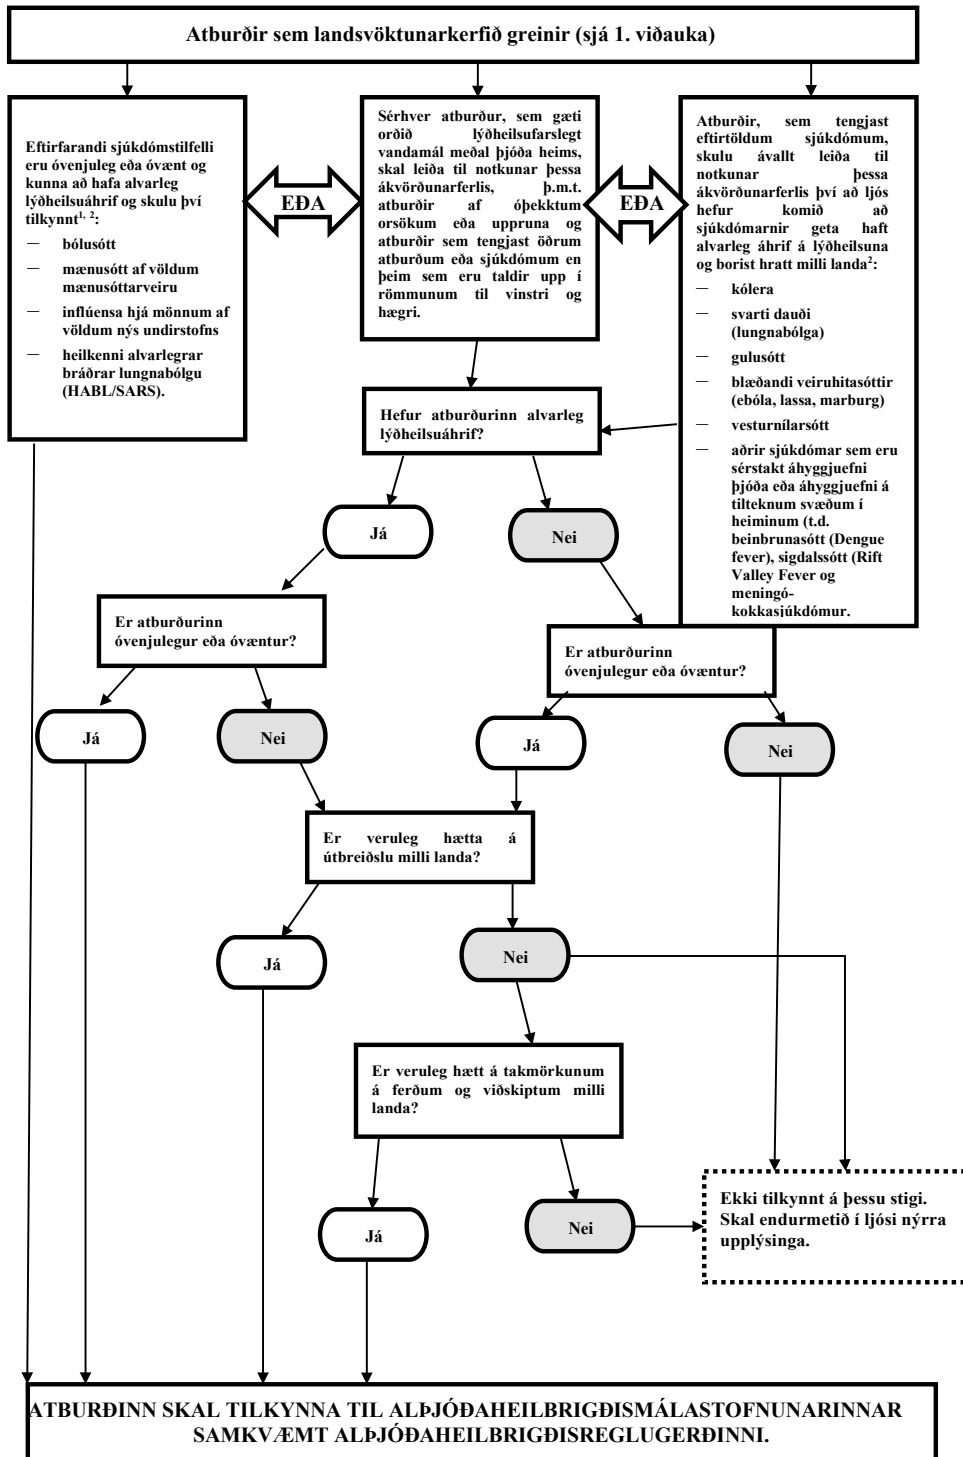 Atburðir sem landsvöktunarkerfið greinir (sjá 1. viðauka)
Eftirfarandi sjúkdómstilfelli
eru óvenjuleg eða óvænt og
kunna að hafa alvarleg
lýðheilsuáhrif og skulu því
tilkynnt¹, ²:
— bólusótt
— mænusótt af völdum
mænusóttarveiru
— inflúensa hjá mönnum af
völdum nýs undirstofns
— heilkenni alvarlegrar
bráðrar lungnabólgu
(HABL/SARS).
EÐA
Sérhver atburður, sem gæti
orðið lýðheilsufarslegt
vandamál meðal þjóða heims,
skal leiða til notkunar þessa
ákvörðunarferlis, þ.m.t.
atburðir af óþekktum
orsökum eða uppruna og
atburðir sem tengjast öðrum
atburðum eða sjúkdómum en
þeim sem eru taldir upp í
römmunum til vinstri og
hægri.
EÐA
Atburðir, sem tengjast
eftirtöldum sjúkdómum,
skulu ávallt leiða til
notkunar þessa
ákvörðunarferlis því að ljós
hefur komið að
sjúkdómarnir geta haft
alvarleg áhrif á lýðheilsuna
og borist hratt milli landa²:
— kólera
— svarti dauði
(lungnabólga)
— gulusótt
— blæðandi veiruhitasóttir
(ebóla, lassa, marburg)
— vesturnílarsótt
— aðrir sjúkdómar sem eru
sérstakt áhyggjuefni
þjóða eða áhyggjuefni á
tilteknum svæðum í
heiminum (t.d.
beinbrunasótt (Dengue
fever), sigdalssótt (Rift
Valley Fever og
meningó-
kokkasjúkdómur.
Hefur atburðurinn alvarleg
lýðheilsuáhrif?
Já
Nei
Er atburðurinn
óvenjulegur eða óvæntur?
Er atburðurinn
óvenjulegur eða óvæntur?
Já
Nei
Já
Nei
Er veruleg hætta á
útbreiðslu milli landa?
Já
Nei
Er veruleg hætt á takmörkunum
á ferðum og viðskiptum milli
landa?
Já
Nei
Ekki tilkynnt á þessu stigi.
Skal endurmetið í ljósi nýrra
upplýsinga.
ATBURÐINN SKAL TILKYNNA TIL ALÞJÓÐAHEILBRIGÐISMÁLASTOFNUNARINNAR
SAMKVÆMT ALÞJÓÐAHEILBRIGÐISREGLUGERÐINNI.